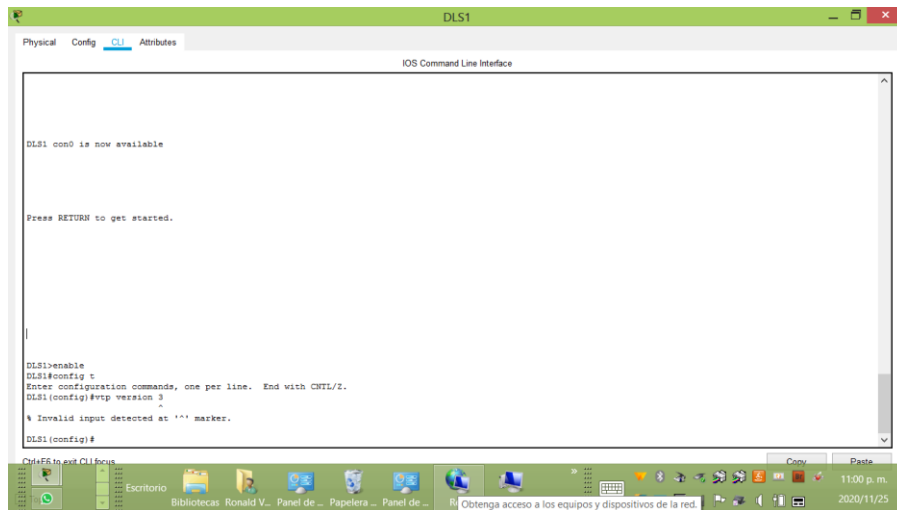 DLS1
Physical Config CLI Attributes
IOS Command Line Interface
DLS1 con0 is now available
Press RETURN to get started.
DLS1>enable
DLS1#config t
Enter configuration commands, one per line. End with CNTL/Z.
DLS1(config)#vtp version 3
^
% Invalid input detected at '^' marker.
DLS1(config)#
Ctrl+F6 to exit CLI focus
Copy Paste
Escritorio
Bibliotecas Ronald V... Panel de ... Papelera ... Panel de ...
Obtenga acceso a los equipos y dispositivos de la red.
11:00 p. m.
2020/11/25